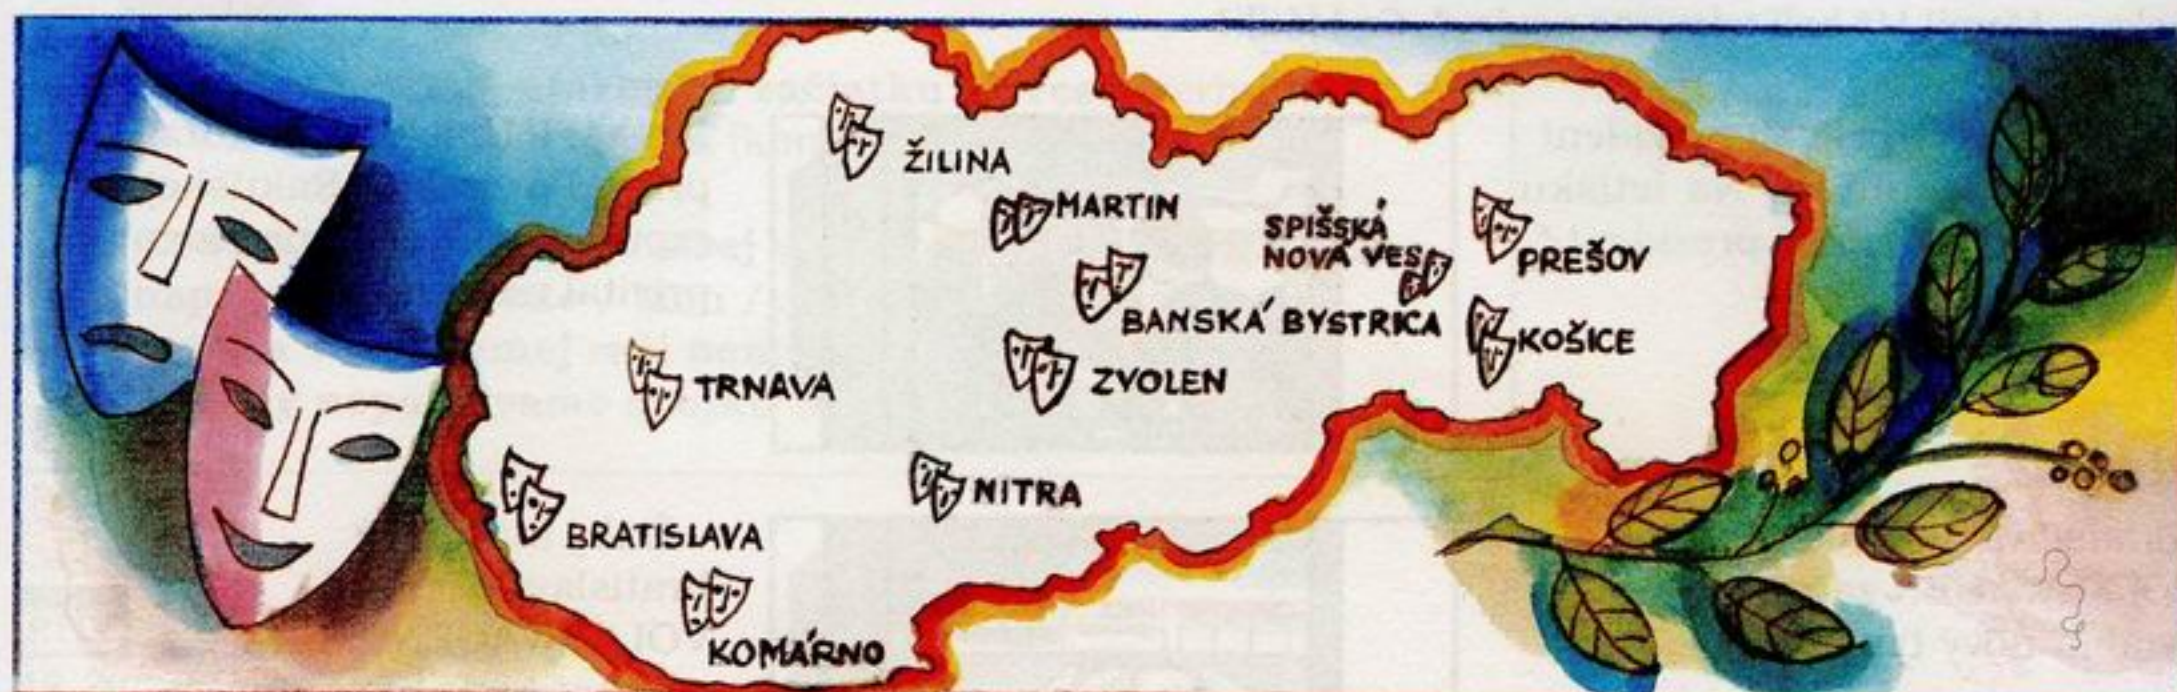 ŽILINA
MARTIN
SPIŠSKÁ
NOVÁ VES
PREŠOV
BANSKÁ BYSTRICA
KOŠICE
TRNAVA
ZVOLEN
NITRA
BRATISLAVA
KOMÁRNO